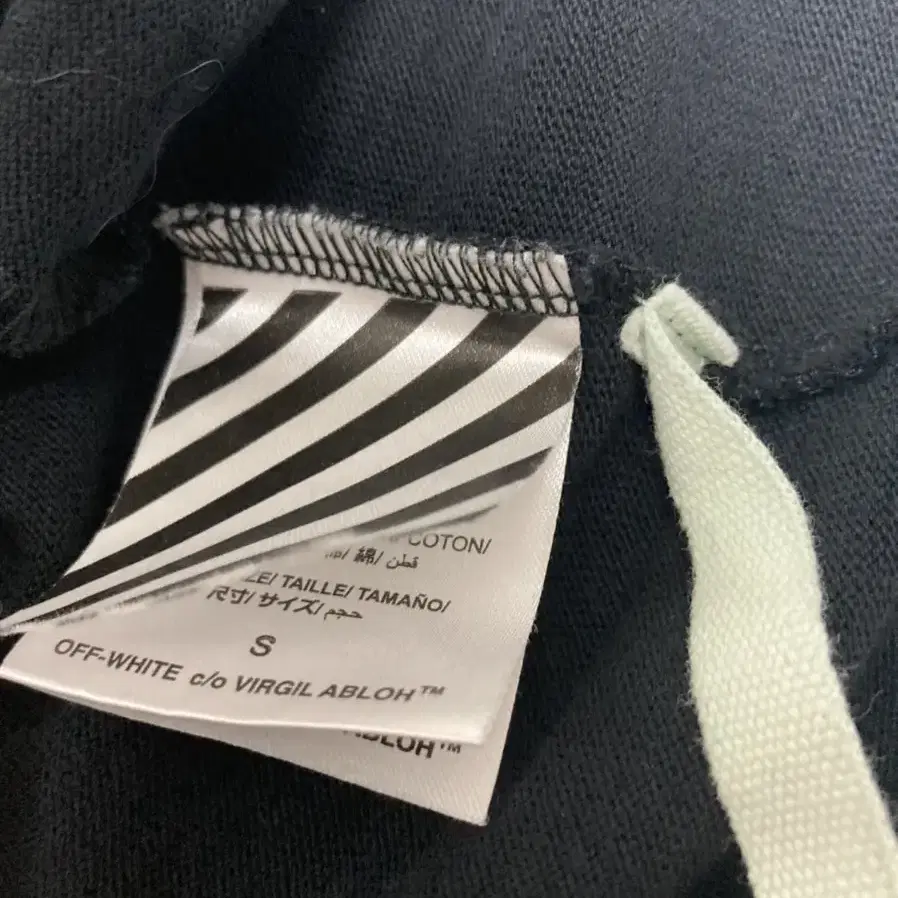 COTON/
綿/ قطن
TAILLE/ TAMAÑO/
尺寸/ サイズ/ حجم
S
OFF-WHITE c/o VIRGIL ABLOH™
ABLOH™